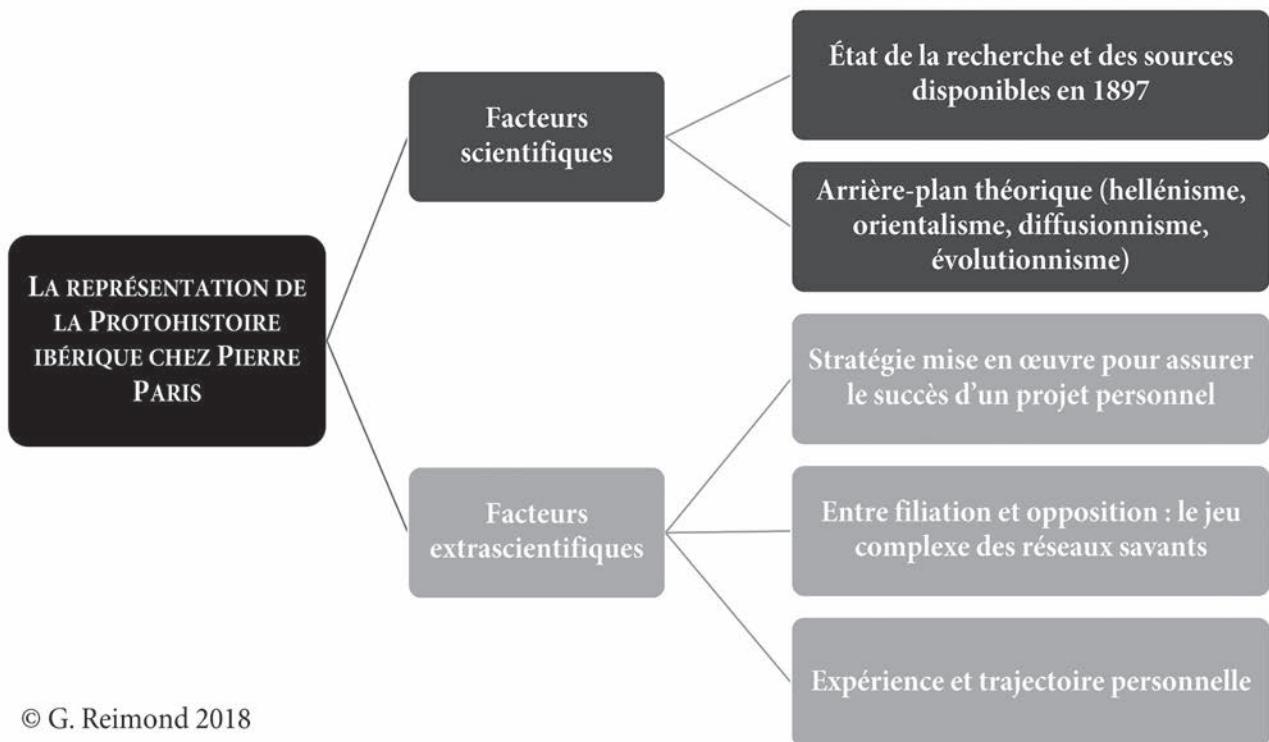 LA REPRÉSENTATION DE
LA PROTOHISTOIRE
IBÉRIQUE CHEZ PIERRE
PARIS
Facteurs
scientifiques
État de la recherche et des sources
disponibles en 1897
Arrière-plan théorique (hellénisme,
orientalisme, diffusionnisme,
évolutionnisme)
Facteurs
extrascientifiques
Stratégie mise en œuvre pour assurer
le succès d’un projet personnel
Entre filiation et opposition : le jeu
complexe des réseaux savants
Expérience et trajectoire personnelle
© G. Reimond 2018